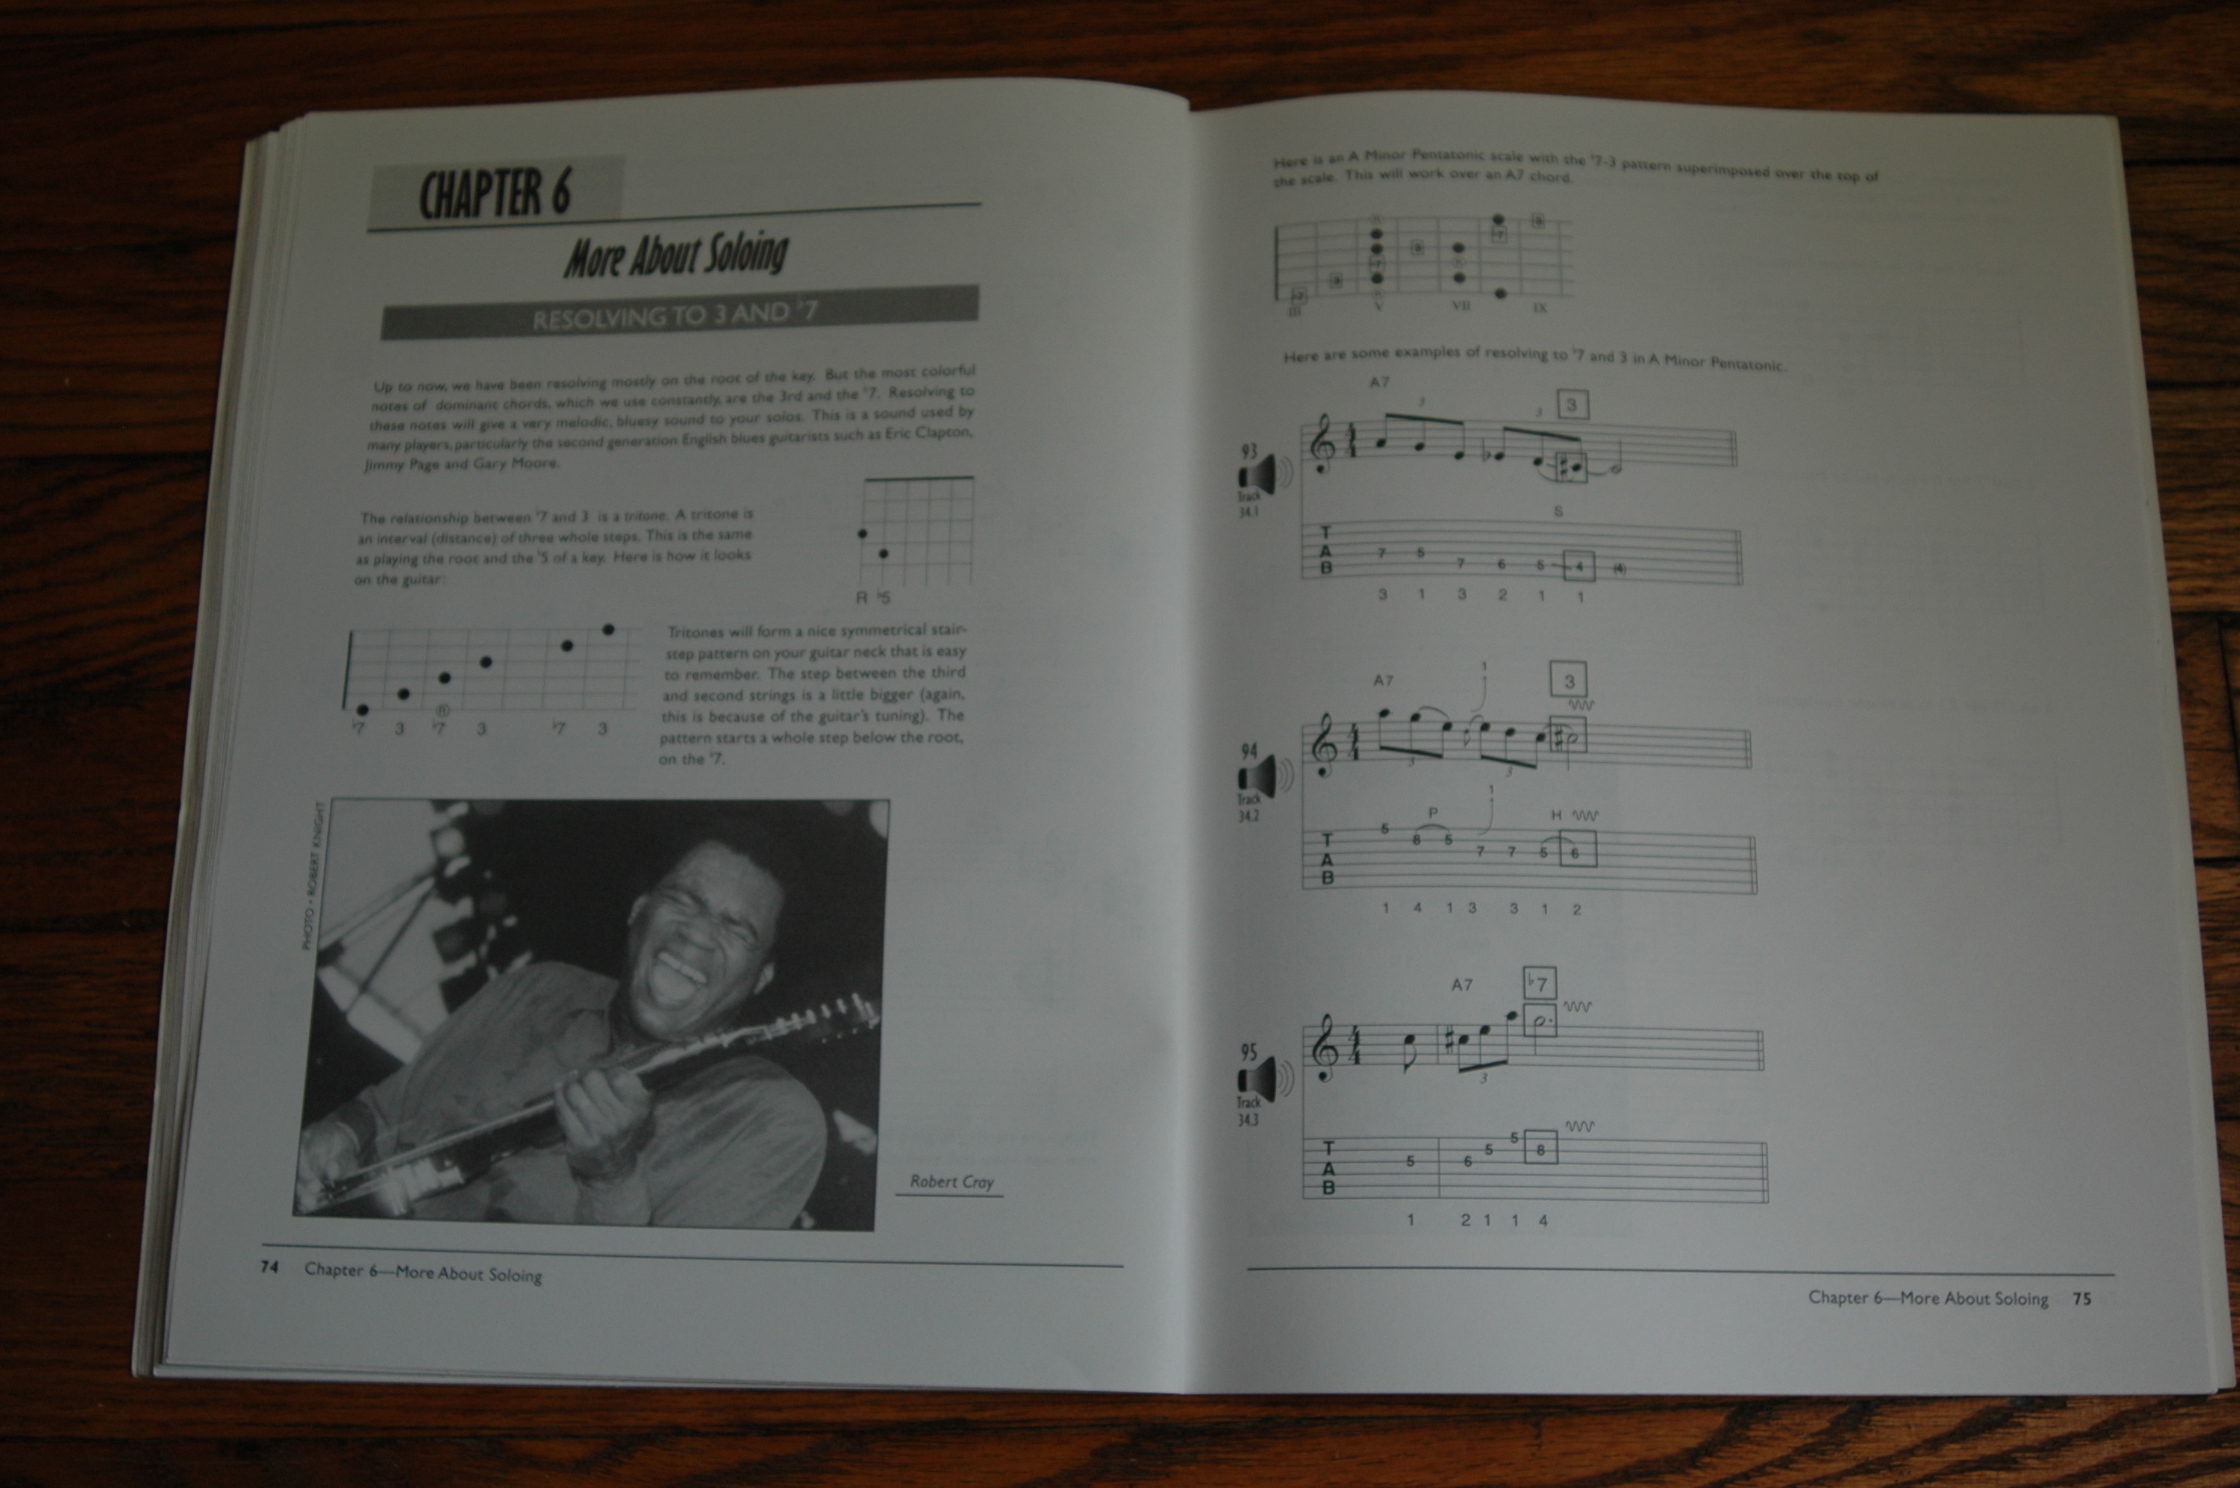 CHAPTER 6
More About Soloing
RESOLVING TO 3 AND ♭7
Up to now, we have been resolving mostly on the root of the key. But the most colorful
notes of dominant chords, which we use constantly, are the 3rd and the ♭7. Resolving to
these notes will give a very melodic, bluesy sound to your solos. This is a sound used by
many players, particularly the second generation English blues guitarists such as Eric Clapton,
Jimmy Page and Gary Moore.
The relationship between ♭7 and 3 is a tritone. A tritone is
an interval (distance) of three whole steps. This is the same
as playing the root and the ♭5 of a key. Here is how it looks
on the guitar:
R ♭5
Tritones will form a nice symmetrical stair-
step pattern on your guitar neck that is easy
to remember. The step between the third
and second strings is a little bigger (again,
this is because of the guitar's tuning). The
pattern starts a whole step below the root,
on the ♭7.
R
♭7 3 ♭7 3 ♭7 3
PHOTO • ROBERT KNIGHT
Robert Cray
74 Chapter 6—More About Soloing
Here is an A Minor Pentatonic scale with the ♭7-3 pattern superimposed over the top of
the scale. This will work over an A7 chord.
III V VII IX
Here are some examples of resolving to ♭7 and 3 in A Minor Pentatonic.
A7
3 3 3
93
Track
34.1
4
4
S
T
A
B
7 5 7 6 5 4 (4)
3 1 3 2 1 1
A7 1 3
94
Track
34.2
4
4
3 3
1
P H
T
A
B
5 8 5 7 7 5 6
1 4 1 3 3 1 2
A7 ♭7
95
Track
34.3
4
4
3
T
A
B
5 6 5 5 8
1 2 1 1 4
Chapter 6—More About Soloing 75